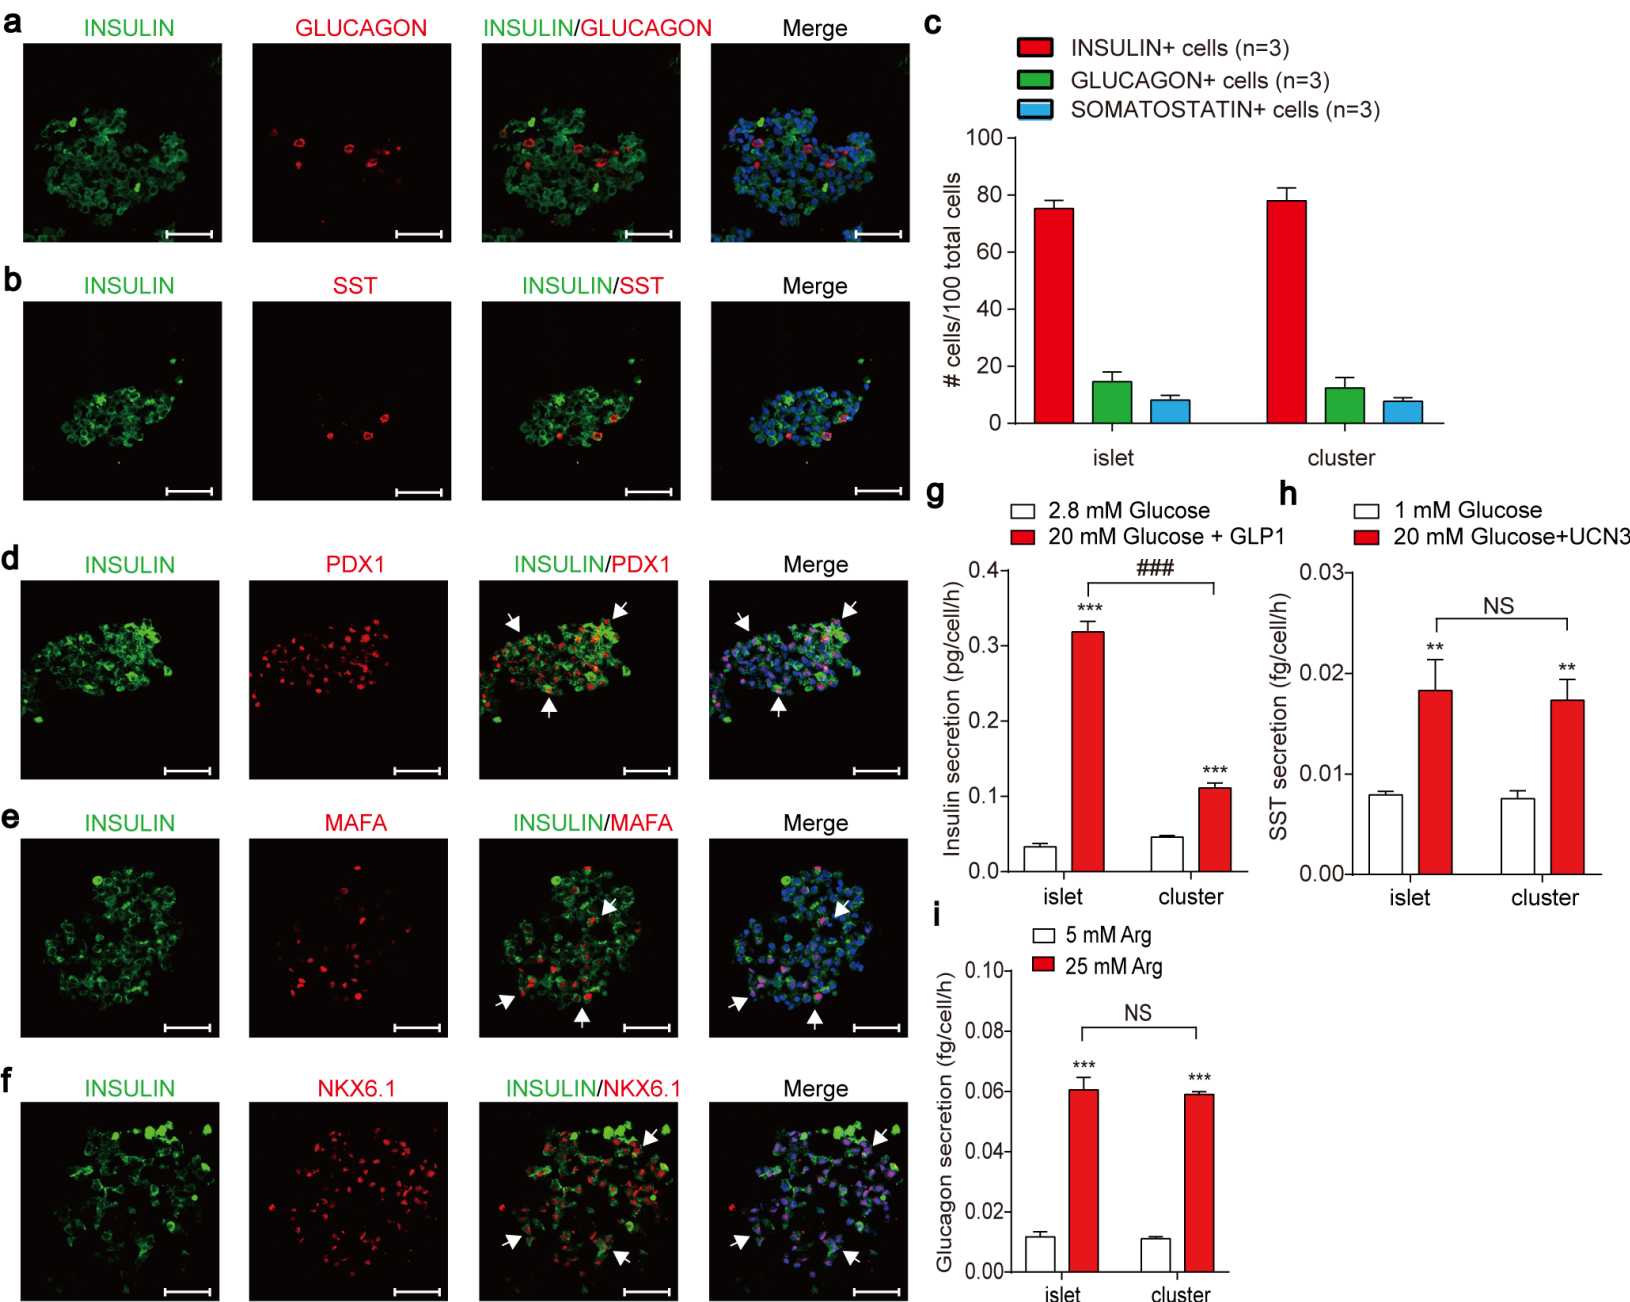 a
INSULIN
GLUCAGON
INSULIN/GLUCAGON
Merge
b
INSULIN
SST
INSULIN/SST
Merge
c
INSULIN+ cells (n=3)
GLUCAGON+ cells (n=3)
SOMATOSTATIN+ cells (n=3)
# cells/100 total cells
100
80
60
40
20
0
islet
cluster
d
INSULIN
PDX1
INSULIN/PDX1
Merge
e
INSULIN
MAFA
INSULIN/MAFA
Merge
f
INSULIN
NKX6.1
INSULIN/NKX6.1
Merge
g
2.8 mM Glucose
20 mM Glucose + GLP1
Insulin secretion (pg/cell/h)
0.4
0.3
0.2
0.1
0.0
###
***
***
islet
cluster
h
1 mM Glucose
20 mM Glucose+UCN3
SST secretion (fg/cell/h)
0.03
0.02
0.01
0.00
NS
**
**
islet
cluster
i
5 mM Arg
25 mM Arg
Glucagon secretion (fg/cell/h)
0.10
0.08
0.06
0.04
0.02
0.00
NS
***
***
islet
cluster